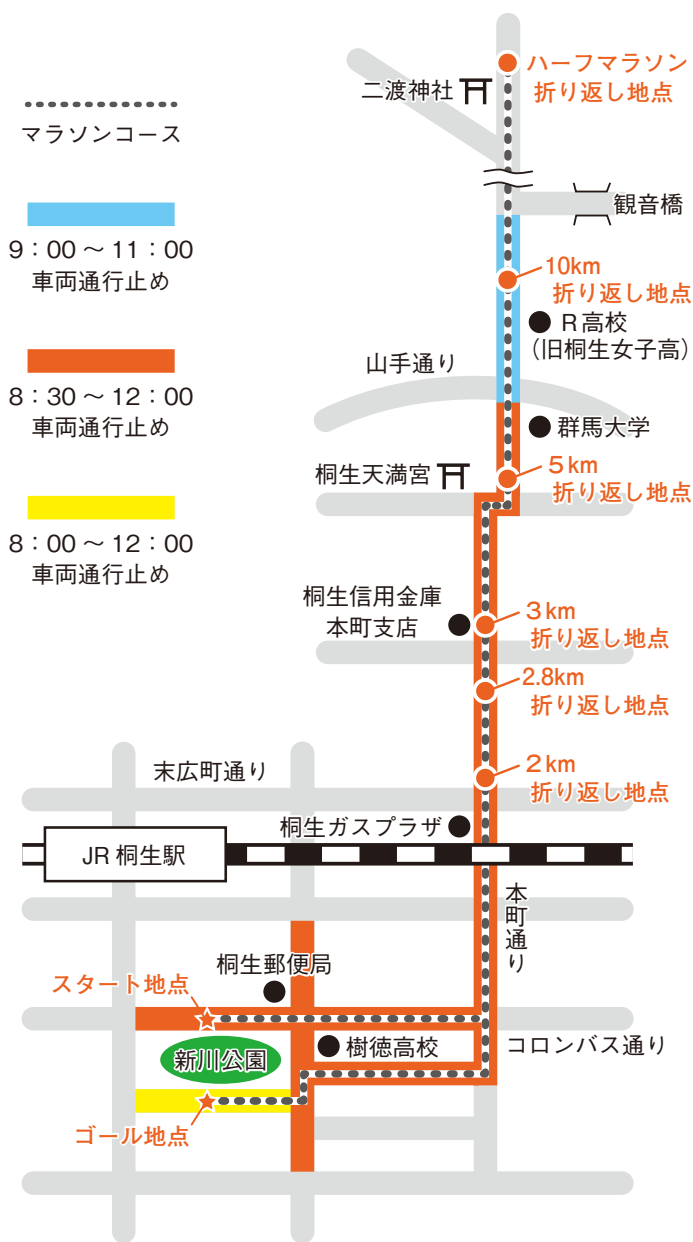 ハーフマラソン
折り返し地点
二渡神社
マラソンコース
観音橋
9：00 ～ 11：00
車両通行止め
10km
折り返し地点
R高校
（旧桐生女子高）
山手通り
8：30 ～ 12：00
車両通行止め
群馬大学
桐生天満宮
5km
折り返し地点
8：00 ～ 12：00
車両通行止め
桐生信用金庫
本町支店
3km
折り返し地点
2.8km
折り返し地点
末広町通り
2km
折り返し地点
桐生ガスプラザ
JR 桐生駅
本町通り
桐生郵便局
スタート地点
樹徳高校
コロンバス通り
新川公園
ゴール地点